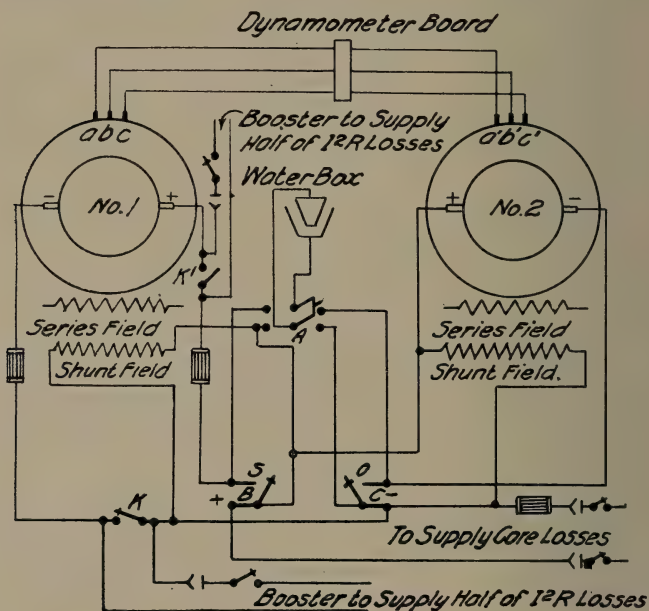 Dynamometer Board
a b c
a' b' c'
Booster to Supply
Half of I²R Losses
Water Box
- No. 1 +
+ No. 2 -
K'
A
Series Field
Shunt Field
Series Field
Shunt Field.
S
+ B
O
C -
K
To Supply Core Losses
Booster to Supply Half of I²R Losses